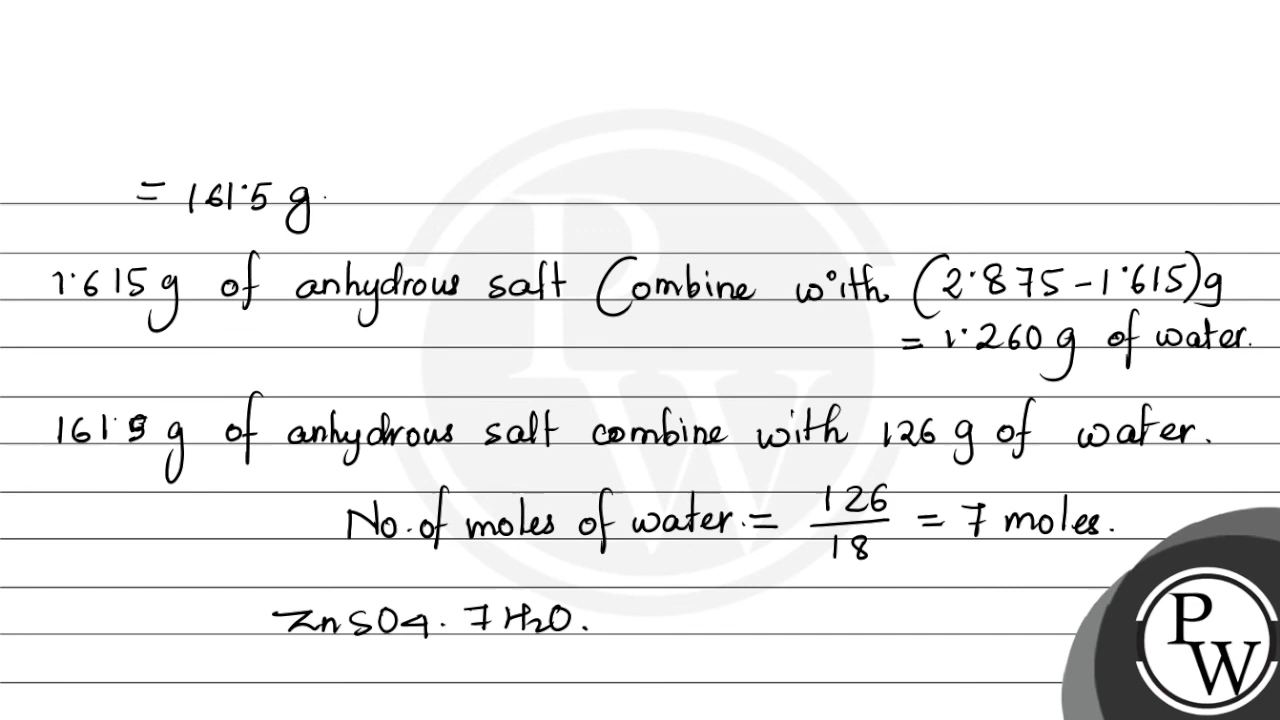 = 161.5 g.
1.615 g of anhydrous salt Combine with (2.875 - 1.615) g
= 1.260 g of water.
161.5 g of anhydrous salt combine with 126 g of water.
No. of moles of water. = 126/18 = 7 moles.
ZnSO4. 7H2O.
PW
PW